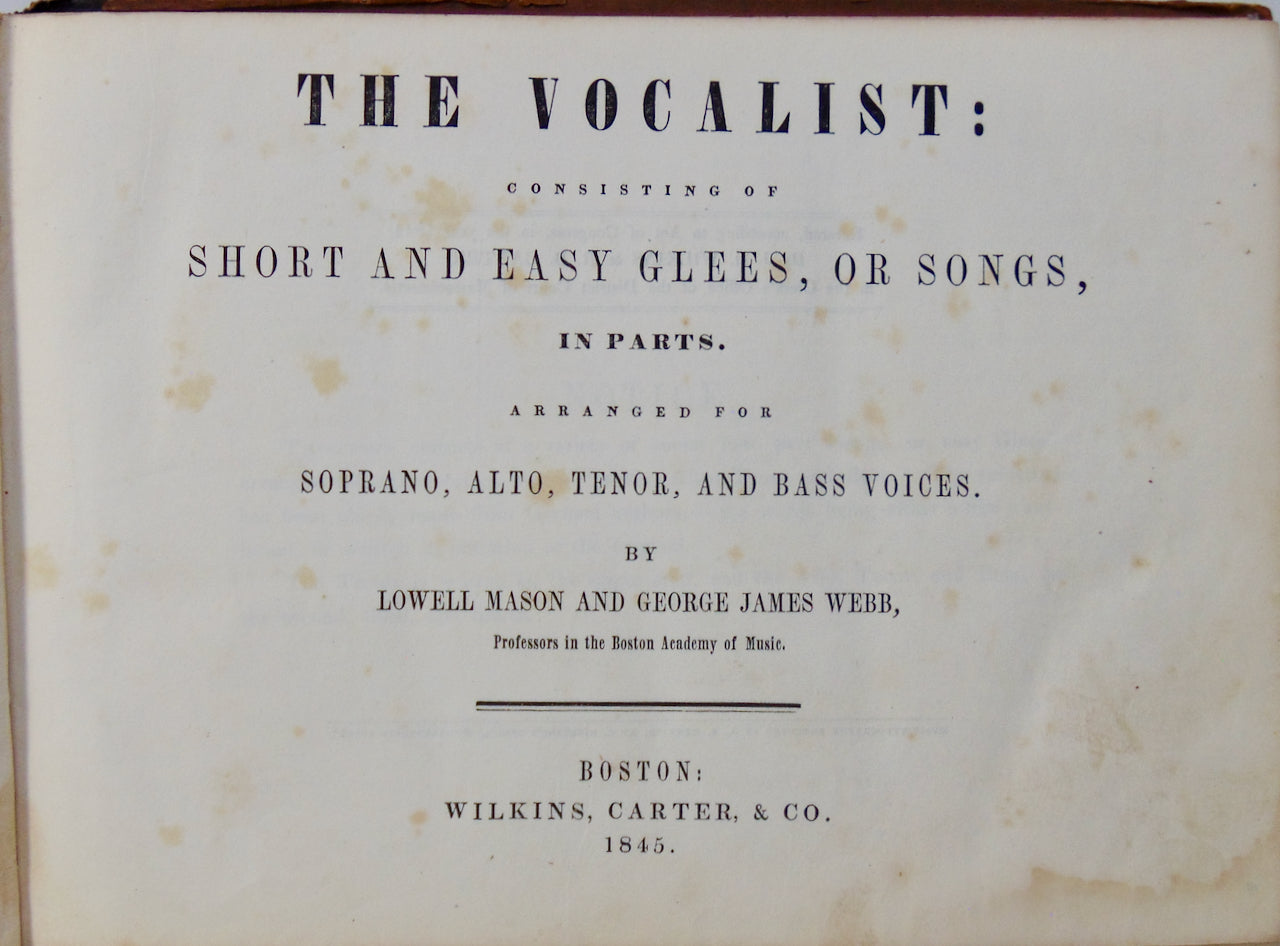 THE VOCALIST:
CONSISTING OF
SHORT AND EASY GLEES, OR SONGS,
IN PARTS.
ARRANGED FOR
SOPRANO, ALTO, TENOR, AND BASS VOICES.
BY
LOWELL MASON AND GEORGE JAMES WEBB,
Professors in the Boston Academy of Music.
BOSTON:
WILKINS, CARTER, & CO.
1845.